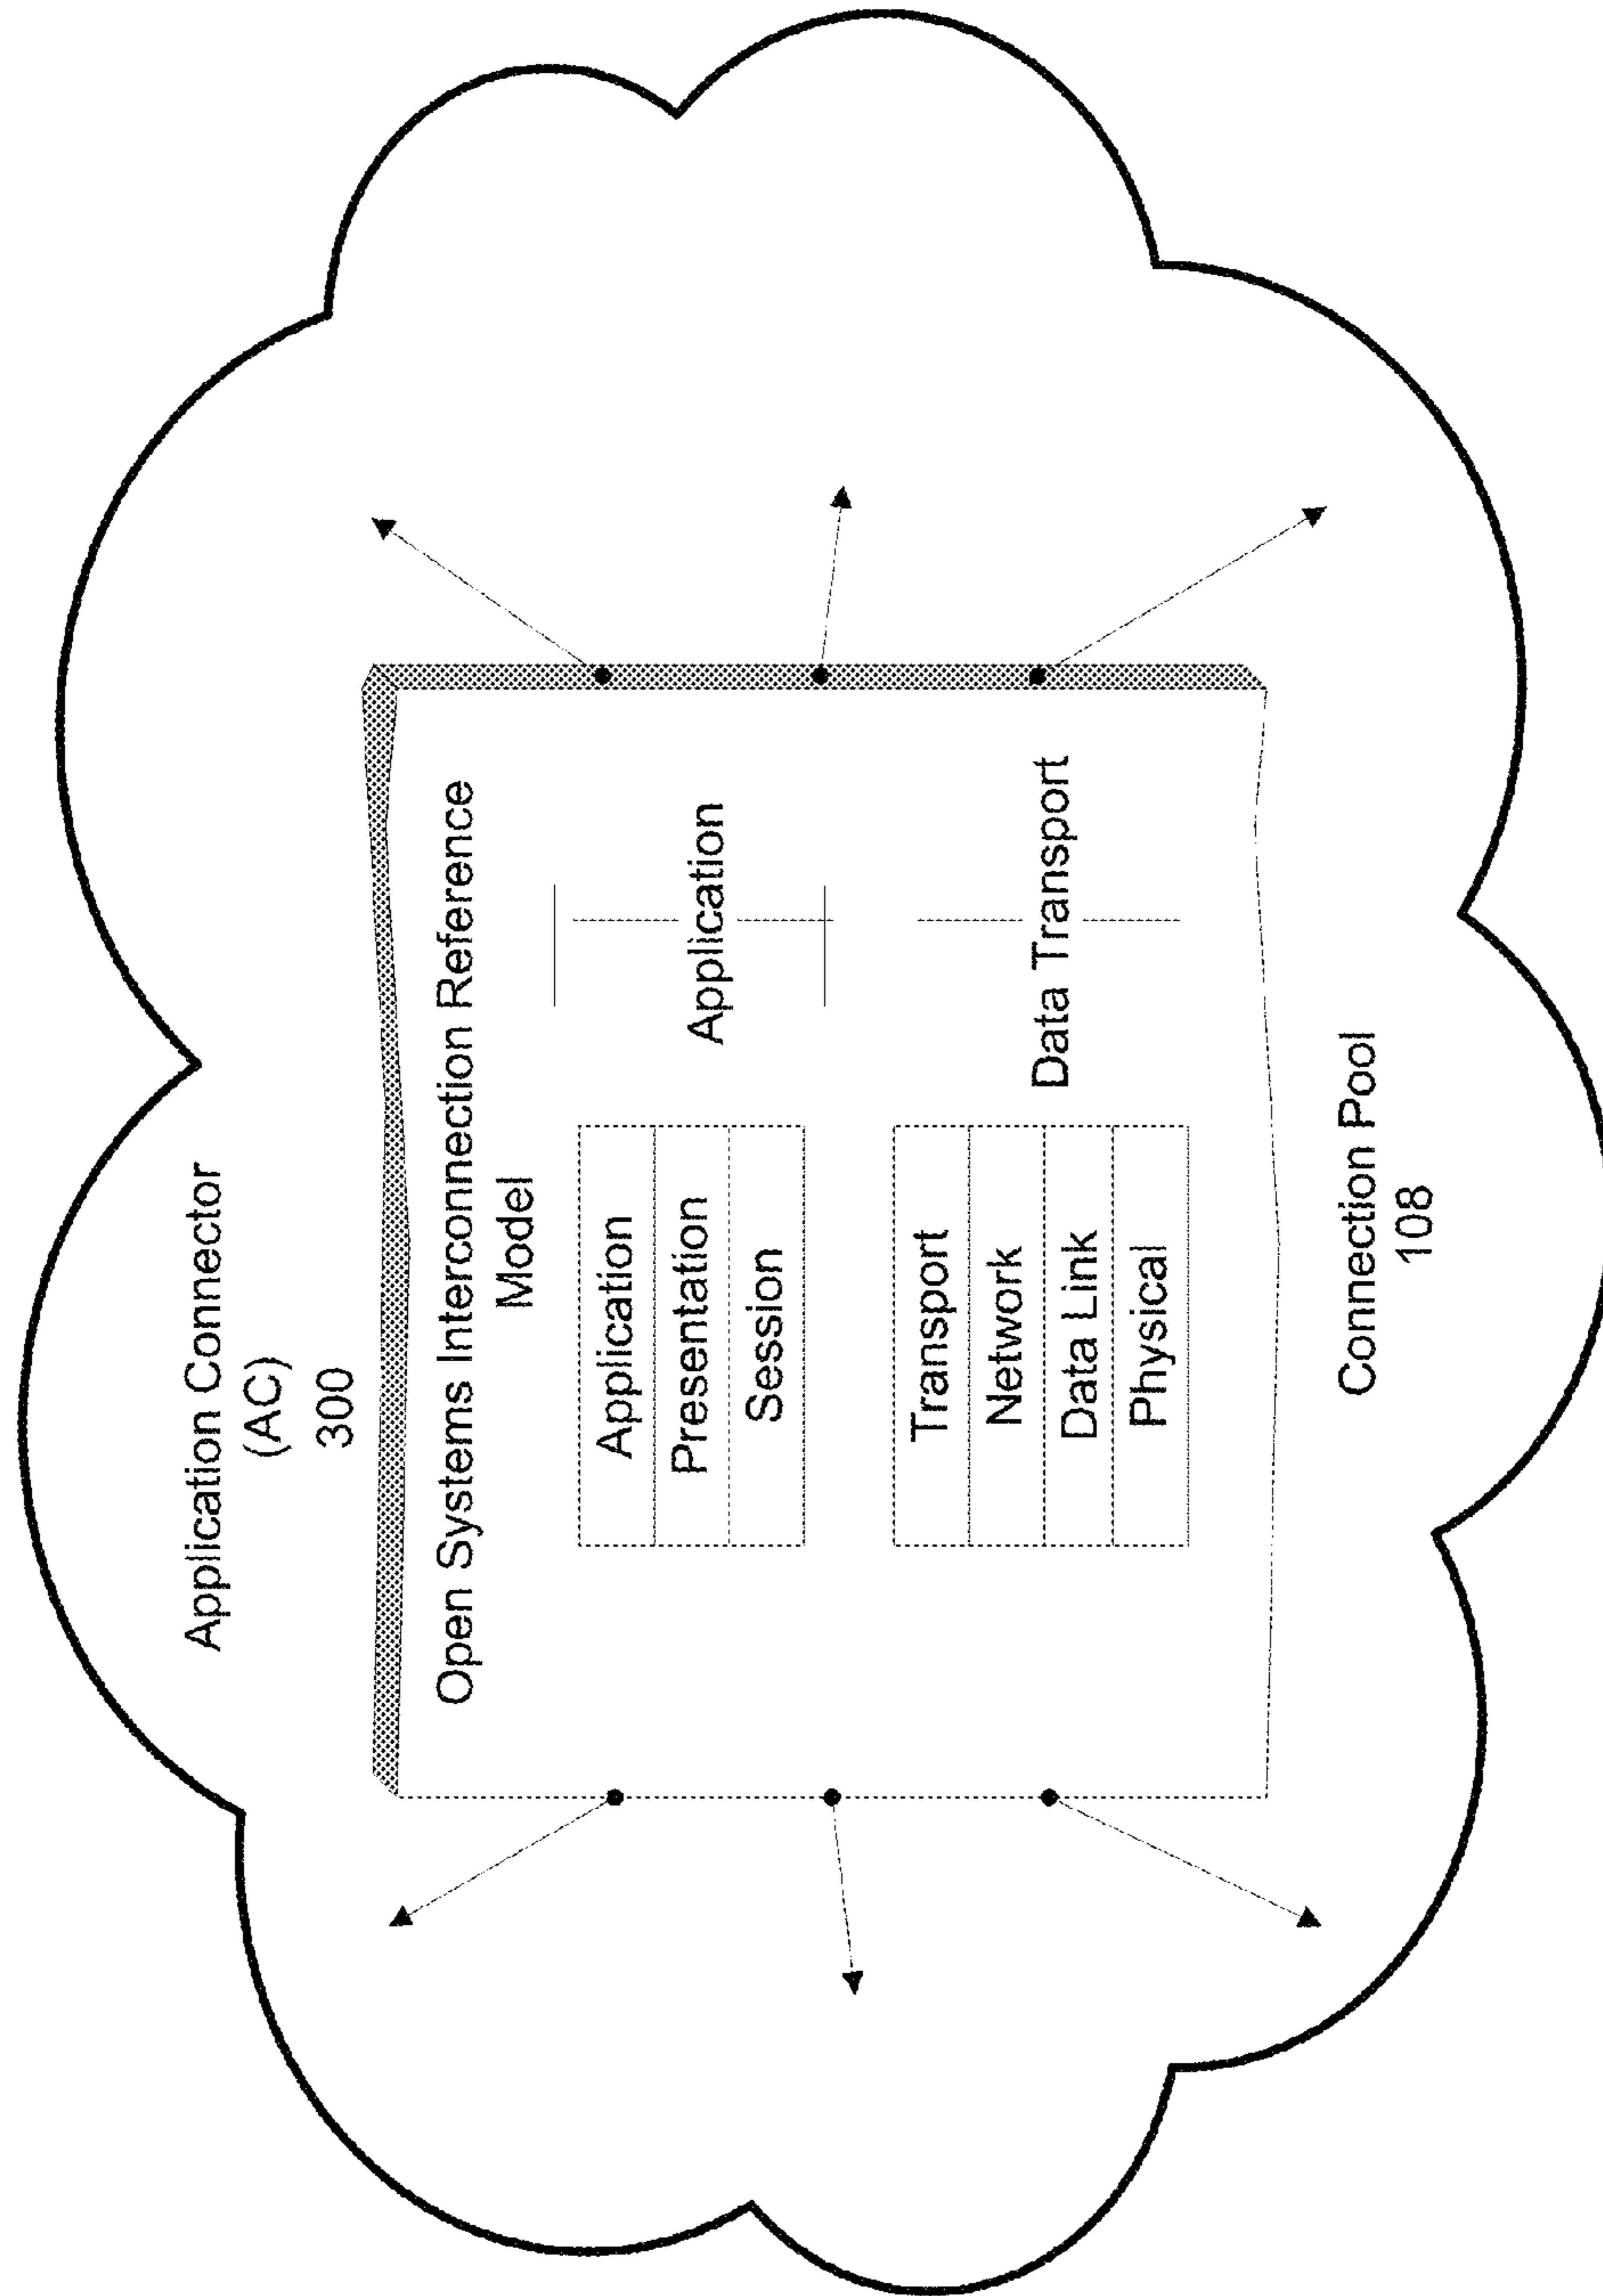 Application Connector
(AC)
300
Open Systems Interconnection Reference
Model
Application
Presentation
Session
Application
Transport
Network
Data Link
Physical
Data Transport
Connection Pool
108